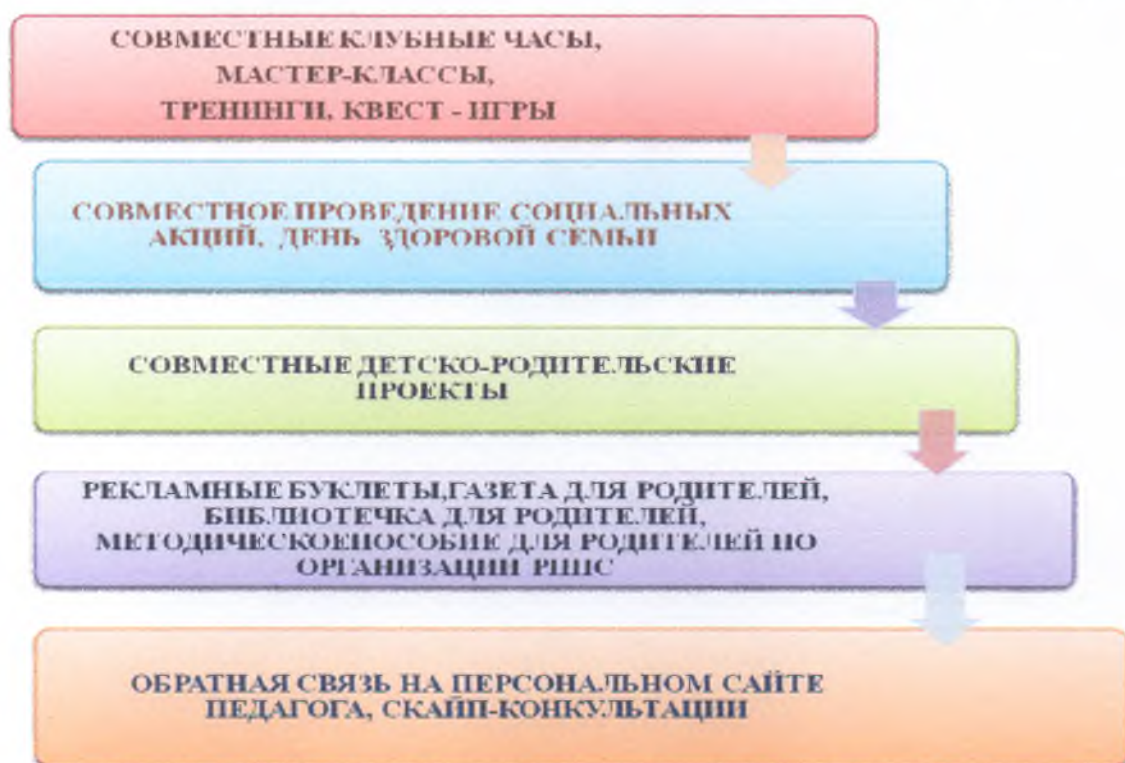 СОВМЕСТНЫЕ КЛУБНЫЕ ЧАСЫ,
МАСТЕР-КЛАССЫ,
ТРЕНИНГИ, КВЕСТ - ИГРЫ
СОВМЕСТНОЕ ПРОВЕДЕНИЕ СОЦИАЛЬНЫХ
АКЦИЙ, ДЕНЬ ЗДОРОВОЙ СЕМЬИ
СОВМЕСТНЫЕ ДЕТСКО-РОДИТЕЛЬСКИЕ
ПРОЕКТЫ
РЕКЛАМНЫЕ БУКЛЕТЫ,ГАЗЕТА ДЛЯ РОДИТЕЛЕЙ,
БИБЛИОТЕЧКА ДЛЯ РОДИТЕЛЕЙ,
МЕТОДИЧЕСКОЕПОСОБИЕ ДЛЯ РОДИТЕЛЕЙ ПО
ОРГАНИЗАЦИИ
ОБРАТНАЯ СВЯЗЬ НА ПЕРСОНАЛЬНОМ САЙТЕ
ПЕДАГОГА, СКАЙП-КОНКУЛЬТАЦИИ